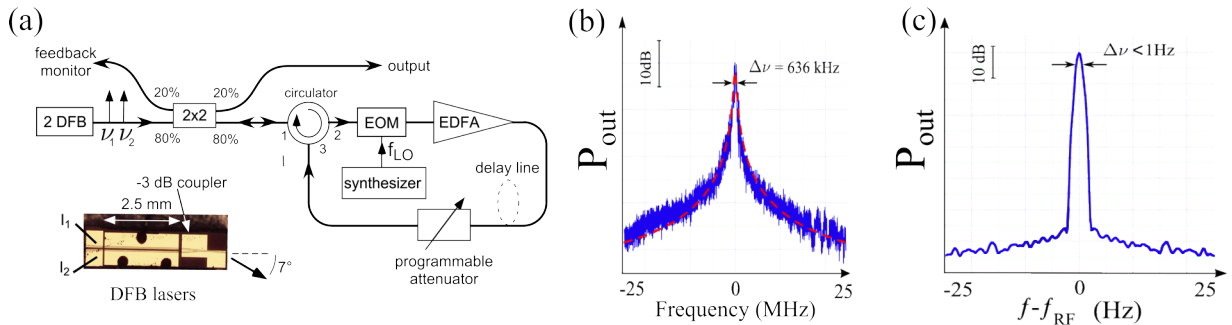 (a)
feedback
monitor
output
20%
20%
circulator
2 DFB
ν1 ν2
2x2
80%
80%
1
2
3
I
EOM
EDFA
fLO
synthesizer
delay line
-3 dB coupler
2.5 mm
I1
I2
7°
DFB lasers
programmable
attenuator
(b)
10dB
Δν = 636 kHz
Pout
-25
0
25
Frequency (MHz)
(c)
10 dB
Δν < 1Hz
Pout
-25
0
25
f-fRF (Hz)